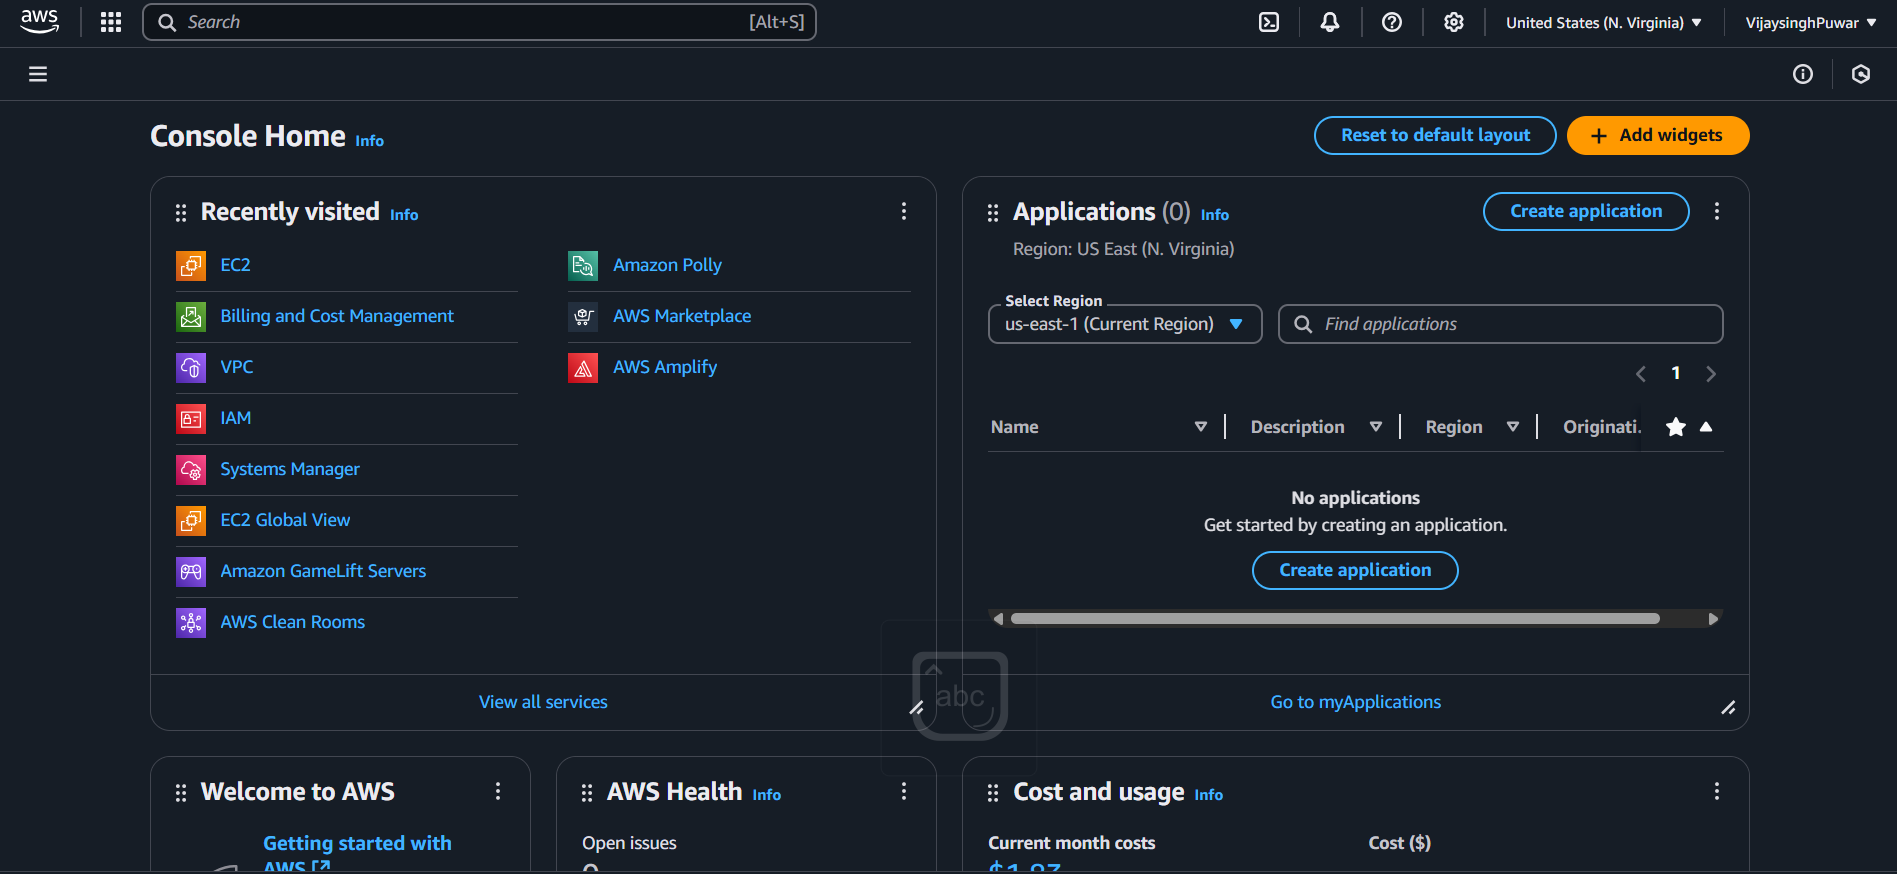 aws
Search [Alt+S]
United States (N. Virginia)
VijaysinghPuwar
Console Home Info
Reset to default layout
Add widgets
Recently visited Info
EC2
Billing and Cost Management
VPC
IAM
Systems Manager
EC2 Global View
Amazon GameLift Servers
AWS Clean Rooms
Amazon Polly
AWS Marketplace
AWS Amplify
View all services
Applications (0) Info
Create application
Region: US East (N. Virginia)
Select Region
us-east-1 (Current Region)
Find applications
1
Name Description Region Originati.
No applications
Get started by creating an application.
Create application
Go to myApplications
abc
Welcome to AWS
Getting started with
AWS
AWS Health Info
Open issues
Cost and usage Info
Current month costs
Cost ($)